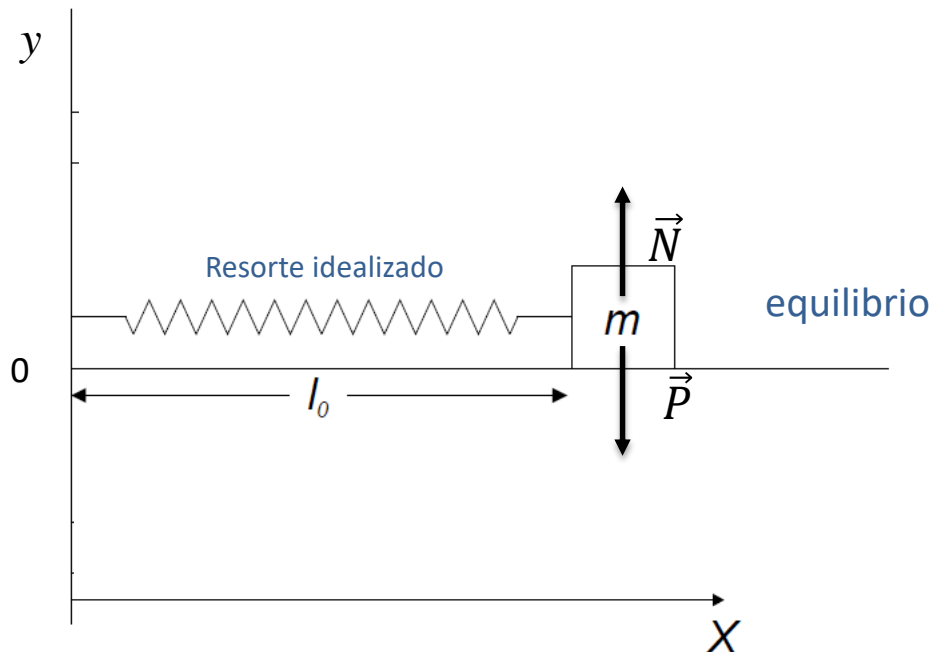 y
N⃗
Resorte idealizado
equilibrio
m
0
l₀
P⃗
X